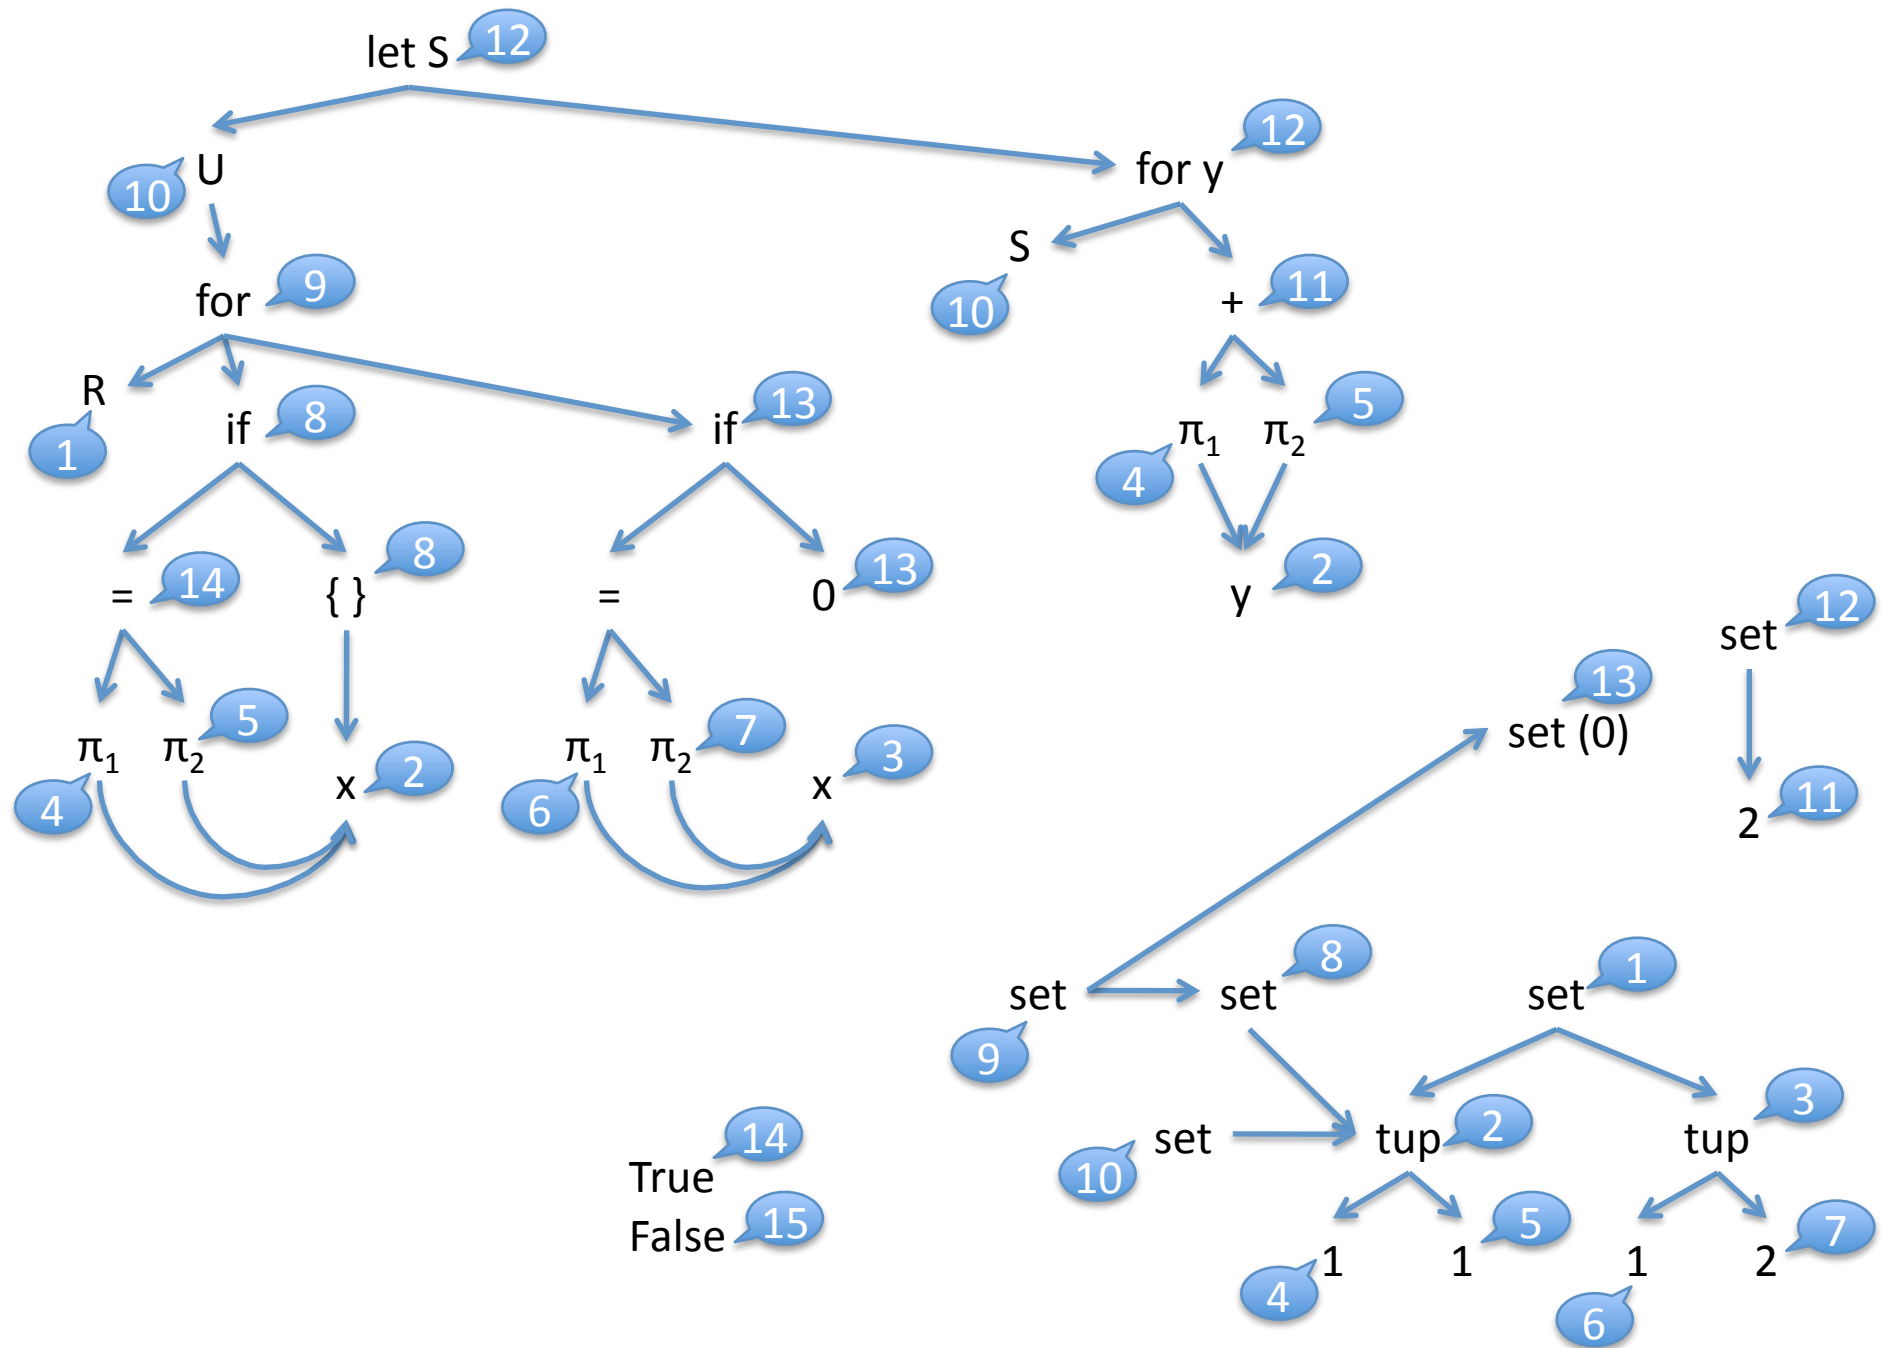 let S 12
U 10
for y 12
for 9
S 10
+ 11
R 1
if 8
if 13
π1 4
π2 5
= 14
{ } 8
=
0 13
y 2
set 12
π1 4
π2 5
x 2
π1 6
π2 7
x 3
set (0) 13
2 11
set 9
set 8
set 1
True 14
False 15
set 10
tup 2
tup 3
1 4
1 5
1 6
2 7